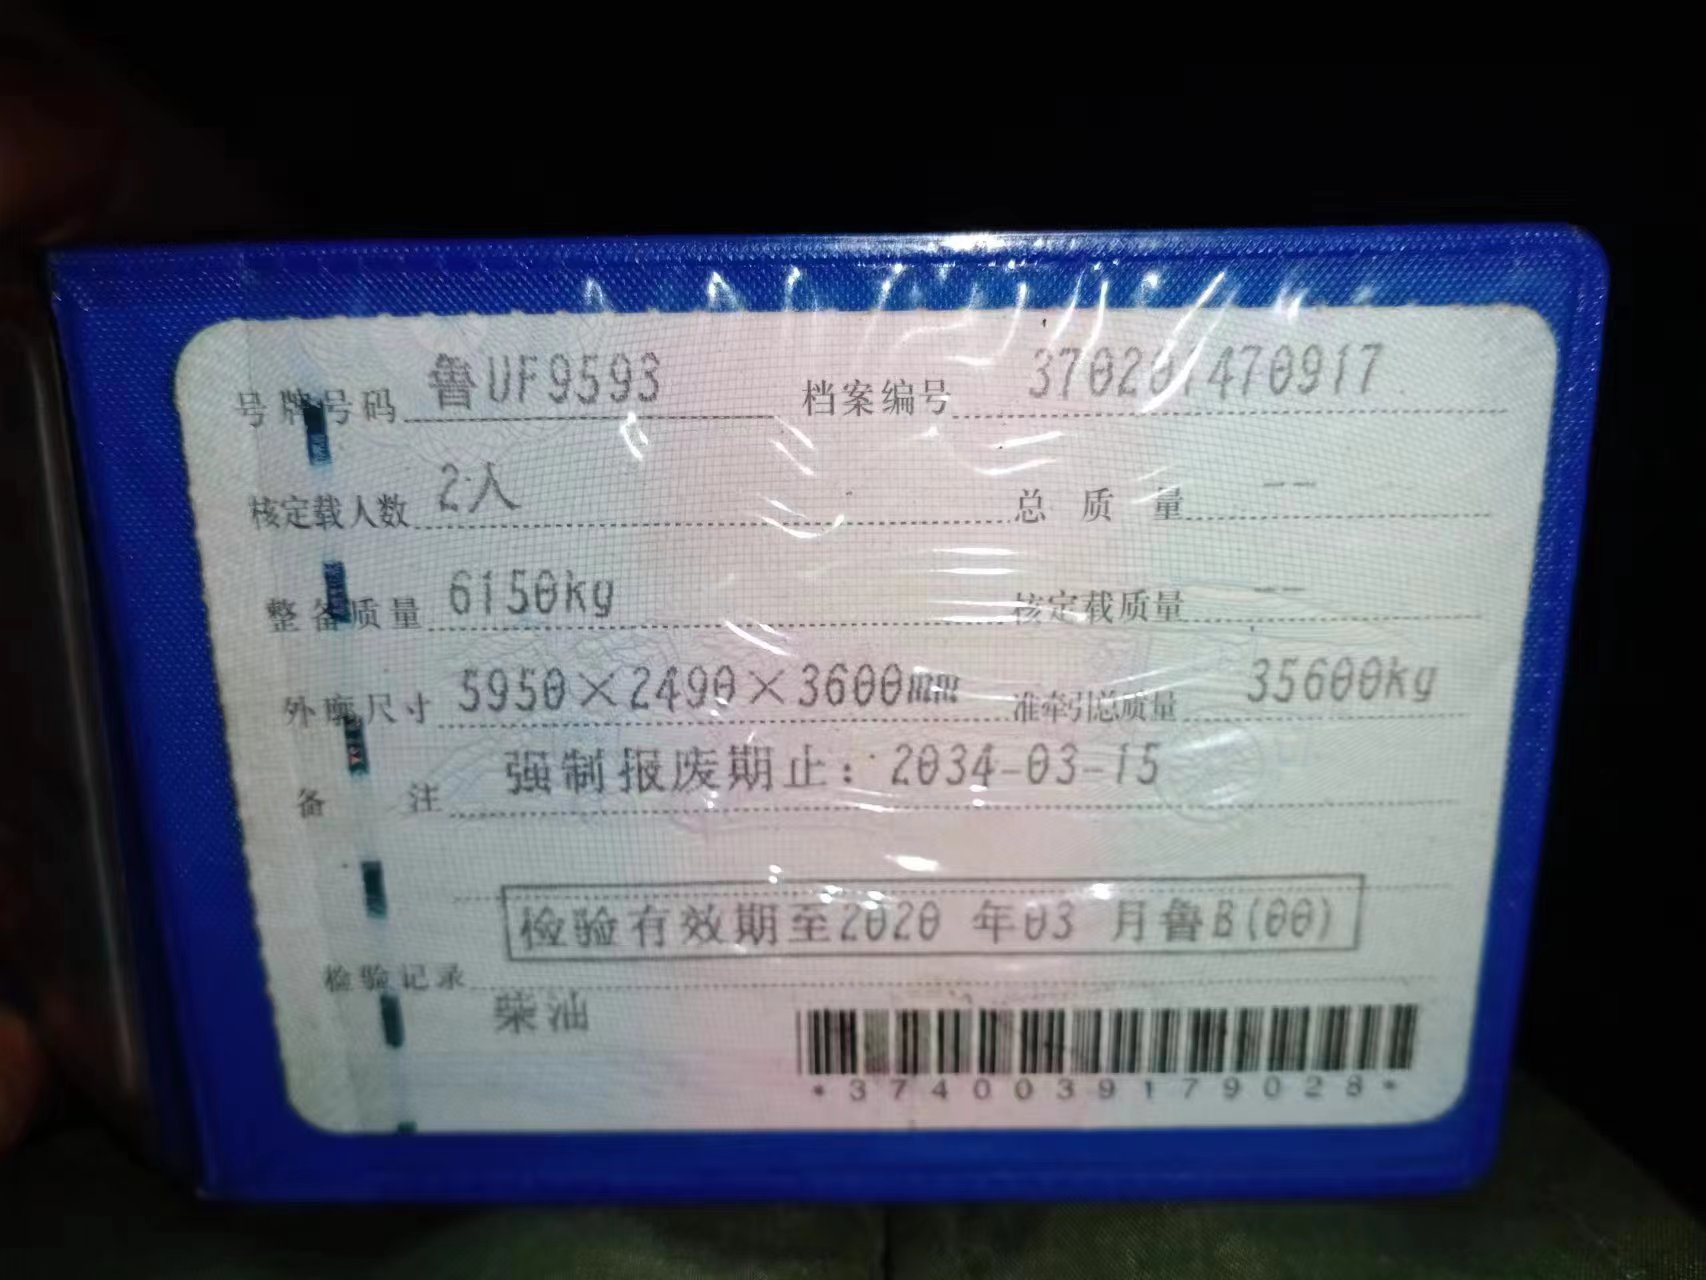 号牌号码 鲁UF9593 档案编号 370201470917
核定载人数 2人 总质量 --
整备质量 6150kg 核定载质量 --
外廓尺寸 5950×2490×3600mm 准牵引总质量 35600kg
备注 强制报废期止：2034-03-15
检验有效期至2020 年03 月鲁B(00)
检验记录
柴油
*3740039179028*